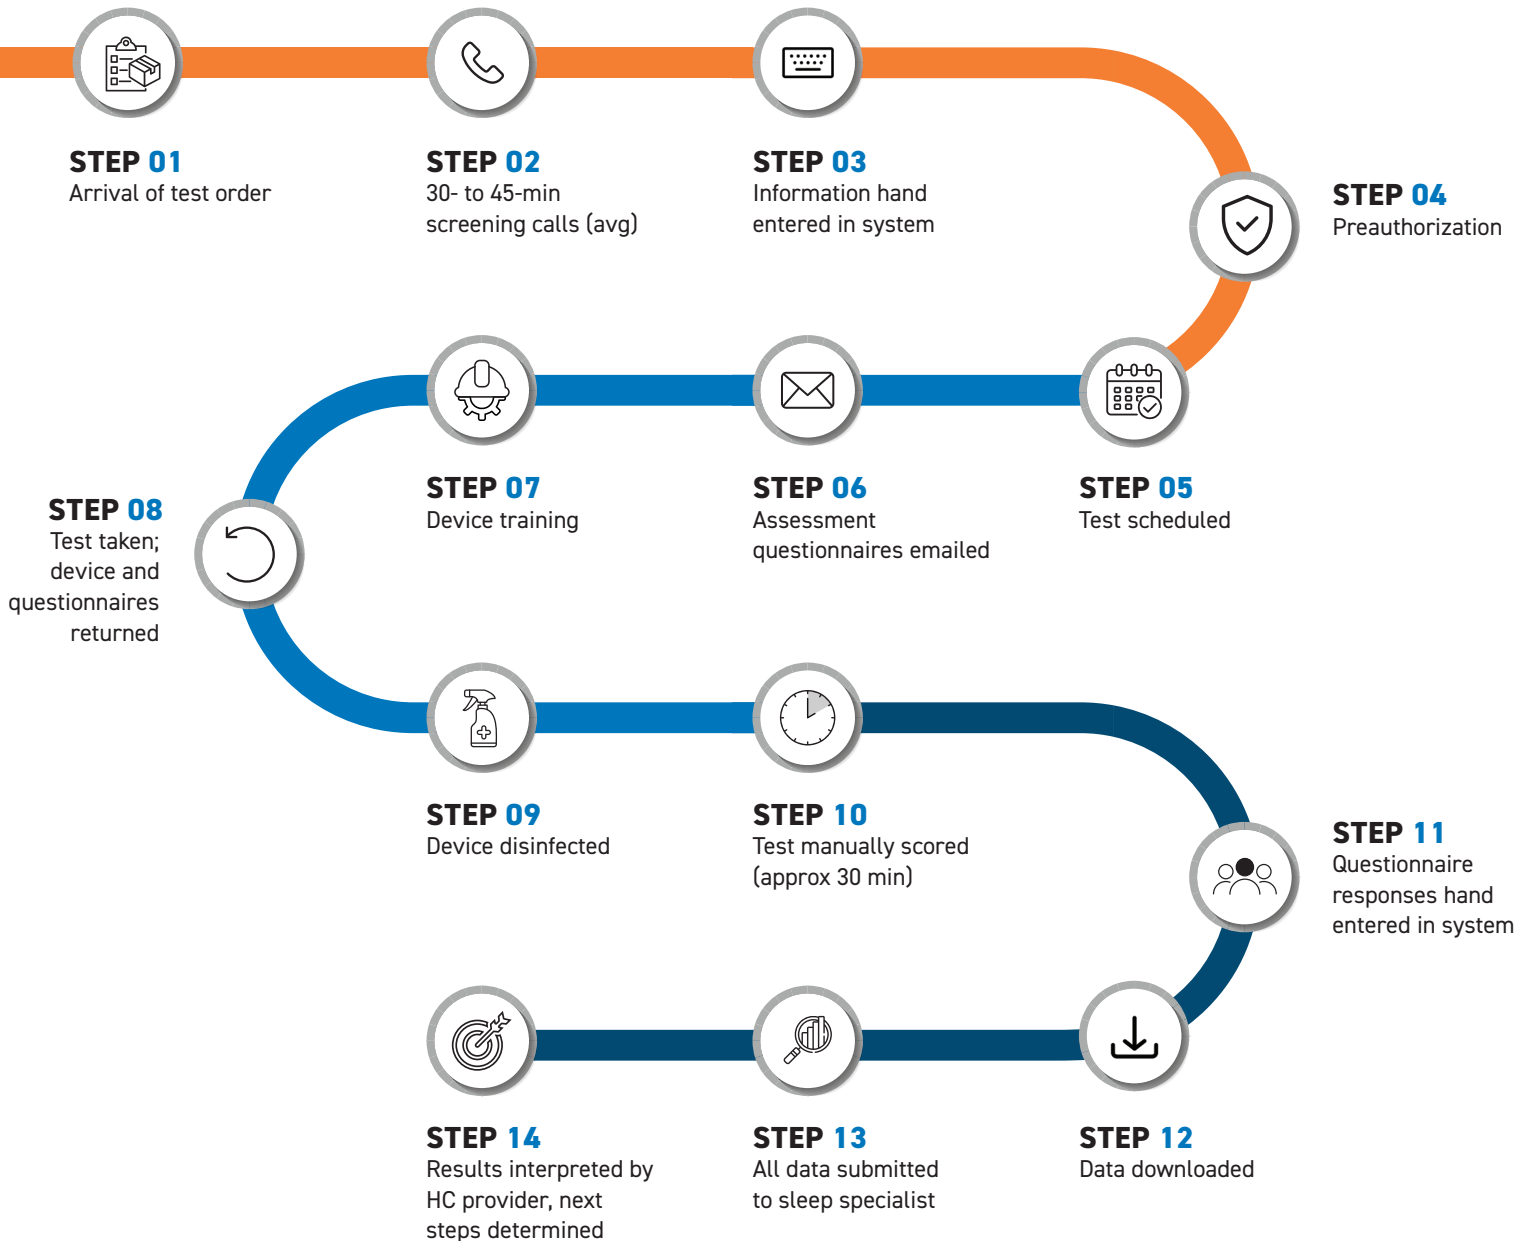 STEP 01
Arrival of test order
STEP 02
30- to 45-min
screening calls (avg)
STEP 03
Information hand
entered in system
STEP 04
Preauthorization
STEP 05
Test scheduled
STEP 06
Assessment
questionnaires emailed
STEP 07
Device training
STEP 08
Test taken;
device and
questionnaires
returned
STEP 09
Device disinfected
STEP 10
Test manually scored
(approx 30 min)
STEP 11
Questionnaire
responses hand
entered in system
STEP 12
Data downloaded
STEP 13
All data submitted
to sleep specialist
STEP 14
Results interpreted by
HC provider, next
steps determined